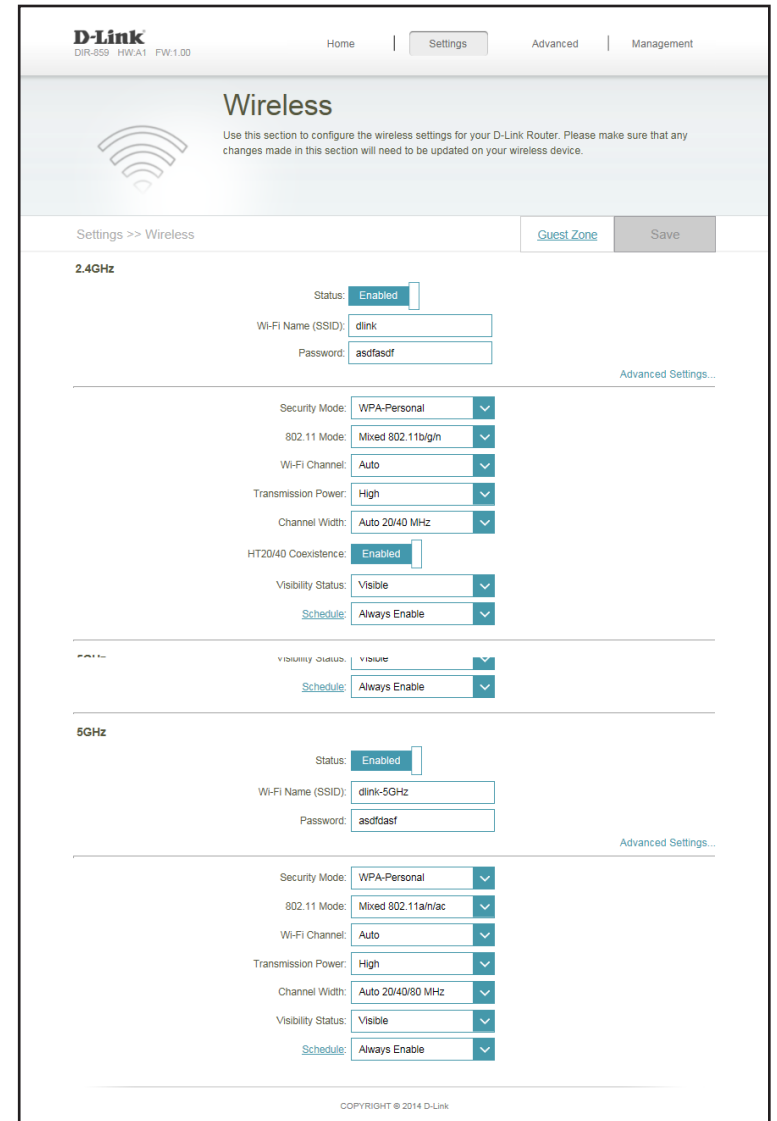 D-Link
DIR-859 HW:A1 FW:1.00
Home Settings Advanced Management
Wireless
Use this section to configure the wireless settings for your D-Link Router. Please make sure that any
changes made in this section will need to be updated on your wireless device.
Settings >> Wireless Guest Zone Save
2.4GHz
Status: Enabled
Wi-Fi Name (SSID): dlink
Password: asdfasdf
Advanced Settings...
Security Mode: WPA-Personal
802.11 Mode: Mixed 802.11b/g/n
Wi-Fi Channel: Auto
Transmission Power: High
Channel Width: Auto 20/40 MHz
HT20/40 Coexistence: Enabled
Visibility Status: Visible
Schedule: Always Enable
5GHz Visibility Status: Visible
Schedule: Always Enable
5GHz
Status: Enabled
Wi-Fi Name (SSID): dlink-5GHz
Password: asdfdasf
Advanced Settings...
Security Mode: WPA-Personal
802.11 Mode: Mixed 802.11a/n/ac
Wi-Fi Channel: Auto
Transmission Power: High
Channel Width: Auto 20/40/80 MHz
Visibility Status: Visible
Schedule: Always Enable
COPYRIGHT © 2014 D-Link